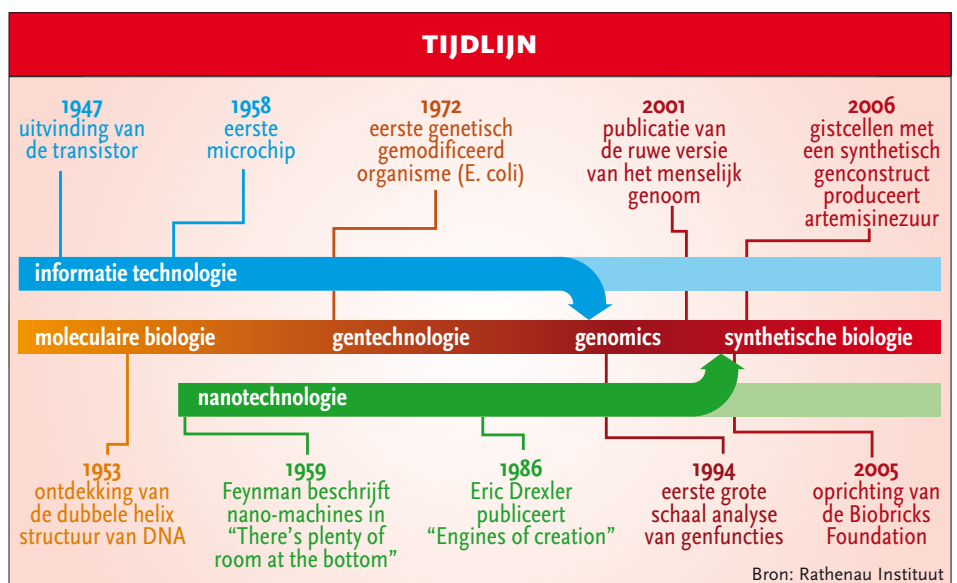 TIJDLIJN
1947
uitvinding van
de transistor
1958
eerste
microchip
1972
eerste genetisch
gemodificeerd
organisme (E. coli)
2001
publicatie van
de ruwe versie
van het menselijk
genoom
2006
gistcellen met
een synthetisch
genconstruct
produceert
artemisinezuur
informatie technologie
moleculaire biologie
gentechnologie
genomics
synthetische biologie
nanotechnologie
1953
ontdekking van
de dubbele helix
structuur van DNA
1959
Feynman beschrijft
nano-machines in
“There's plenty of
room at the bottom”
1986
Eric Drexler
publiceert
“Engines of creation”
1994
eerste grote
schaal analyse
van genfuncties
2005
oprichting van
de Biobricks
Foundation
Bron: Rathenau Instituut